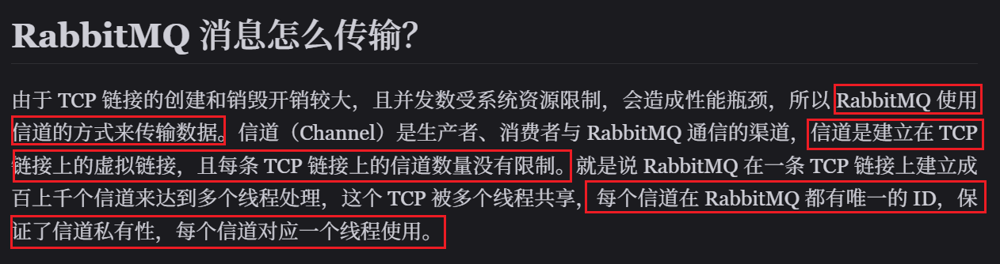 RabbitMQ 消息怎么传输?
由于 TCP 链接的创建和销毁开销较大，且并发数受系统资源限制，会造成性能瓶颈，所以 RabbitMQ 使用
信道的方式来传输数据。信道（Channel）是生产者、消费者与 RabbitMQ 通信的渠道，信道是建立在 TCP
链接上的虚拟链接，且每条 TCP 链接上的信道数量没有限制。就是说 RabbitMQ 在一条 TCP 链接上建立成
百上千个信道来达到多个线程处理，这个 TCP 被多个线程共享，每个信道在 RabbitMQ 都有唯一的 ID，保
证了信道私有性，每个信道对应一个线程使用。